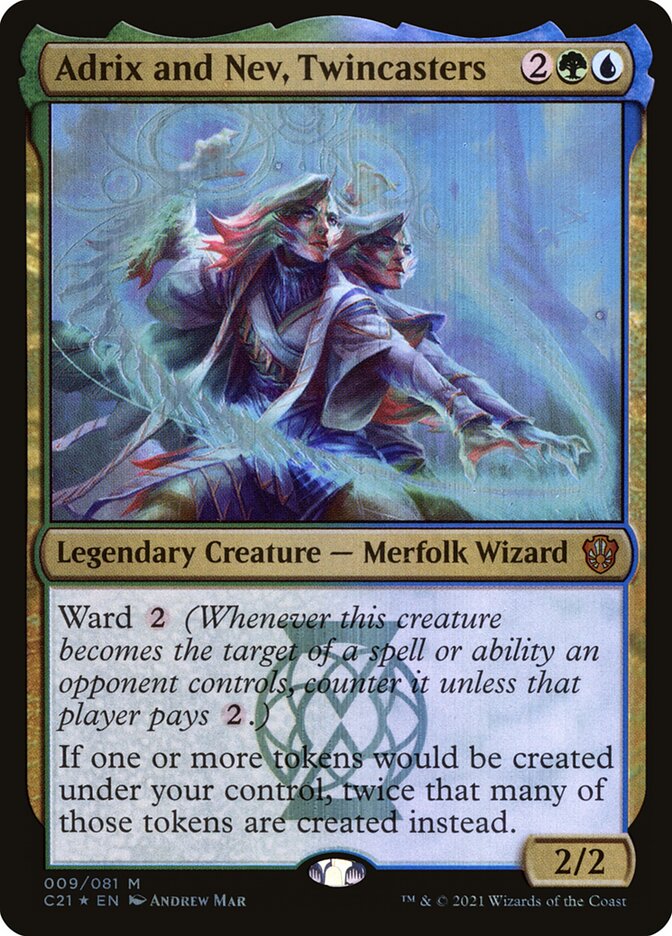 Adrix and Nev, Twincasters 2
Legendary Creature — Merfolk Wizard
Ward 2 (Whenever this creature
becomes the target of a spell or ability an
opponent controls, counter it unless that
player pays 2.)
If one or more tokens would be created
under your control, twice that many of
those tokens are created instead.
2/2
009/081 M
C21 ★ EN Andrew Mar
™ & © 2021 Wizards of the Coast